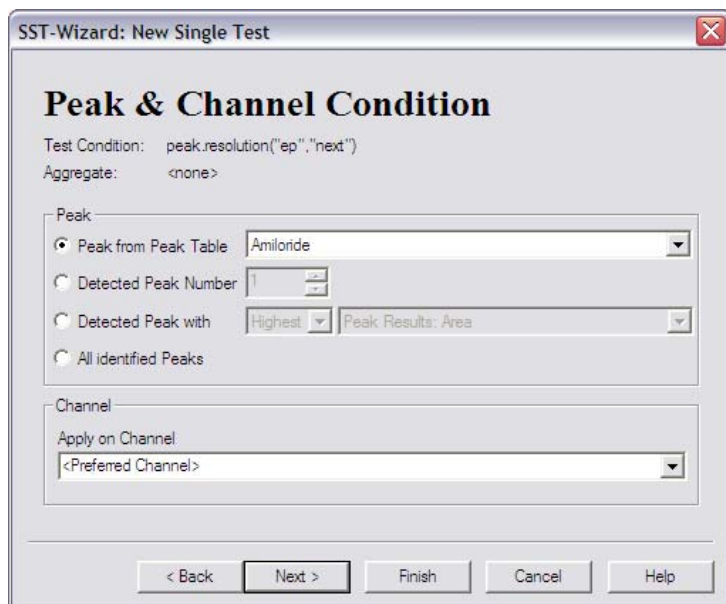 SST-Wizard: New Single Test
Peak & Channel Condition
Test Condition: peak.resolution("ep","next")
Aggregate: <none>
Peak
Peak from Peak Table Amiloride
Detected Peak Number 1
Detected Peak with Highest Peak Results: Area
All identified Peaks
Channel
Apply on Channel
<Preferred Channel>
< Back Next > Finish Cancel Help